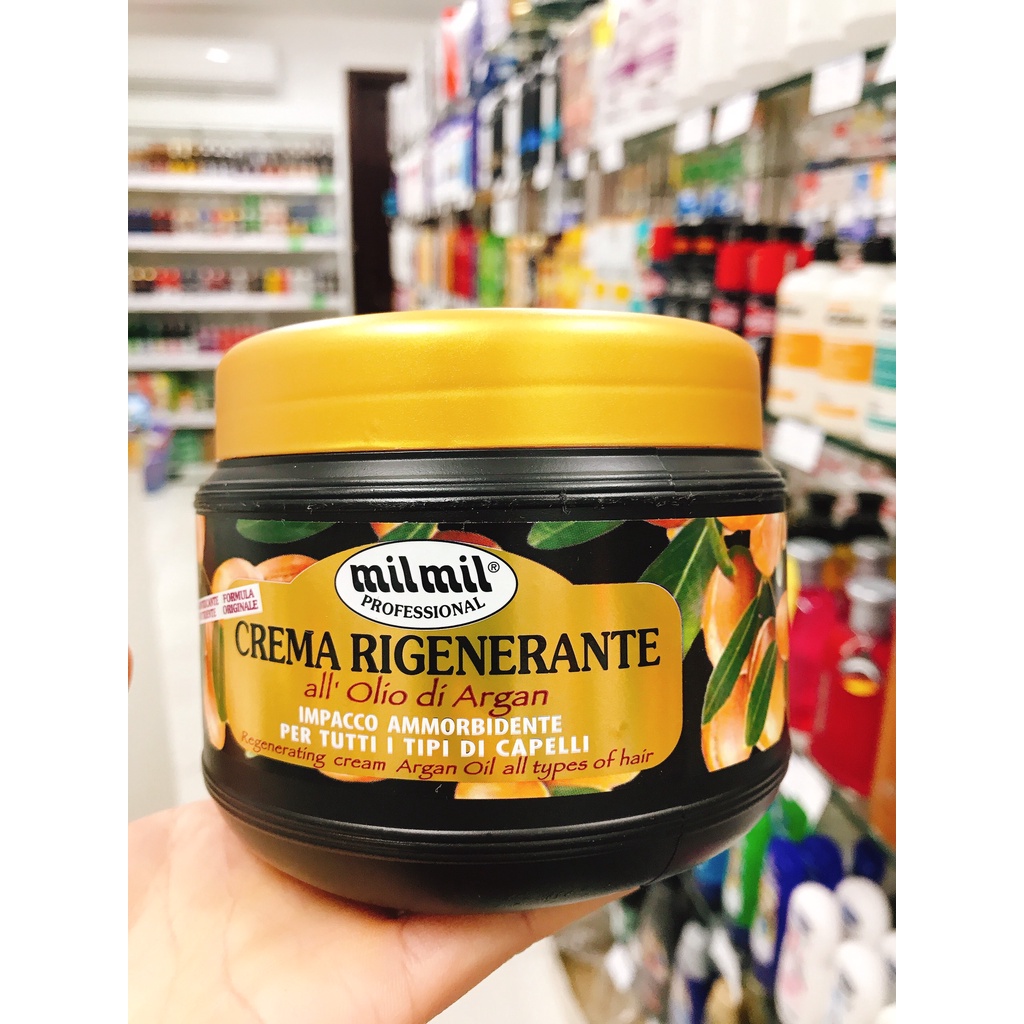 milmil®
PROFESSIONAL
FORMULA
ORIGINALE
CREMA RIGENERANTE
all' Olio di Argan
IMPACCO AMMORBIDENTE
PER TUTTI I TIPI DI CAPELLI
Regenerating cream Argan Oil all types of hair